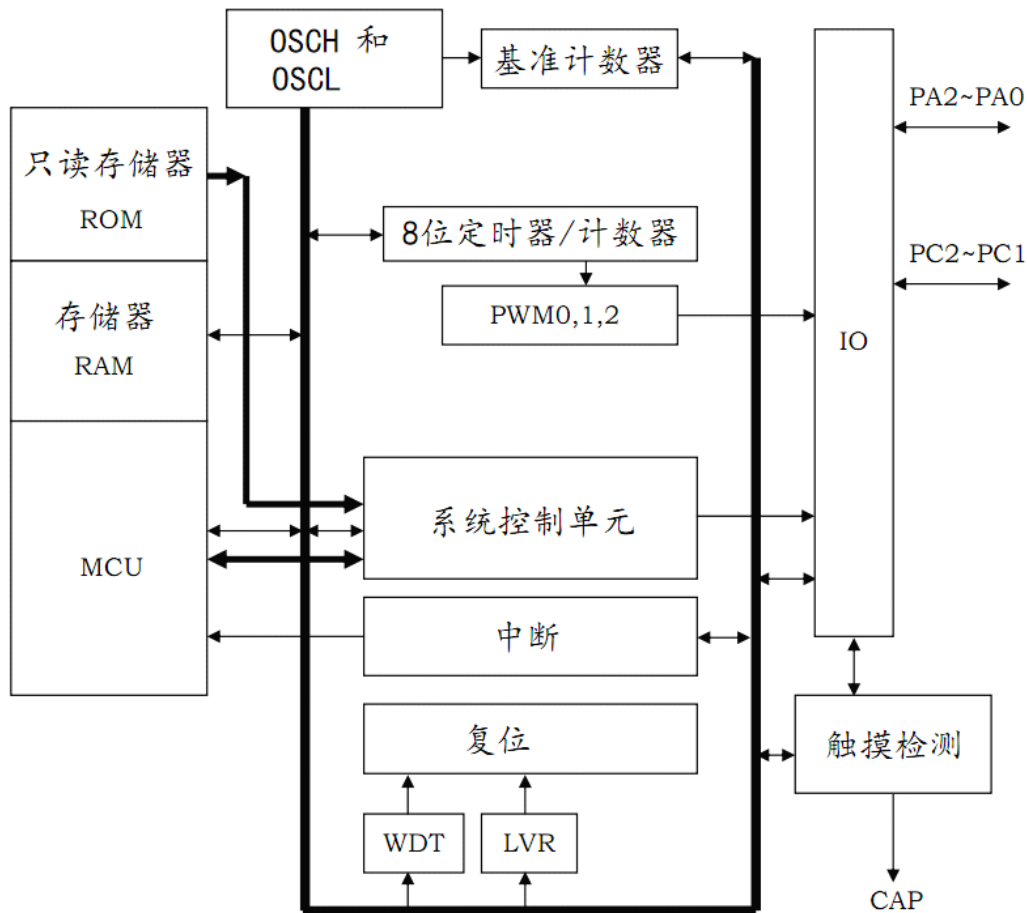 OSCH 和
OSCL
基准计数器
PA2~PA0
只读存储器
ROM
8位定时器/计数器
PC2~PC1
存储器
RAM
PWM0,1,2
IO
系统控制单元
MCU
中断
复位
触摸检测
WDT
LVR
CAP